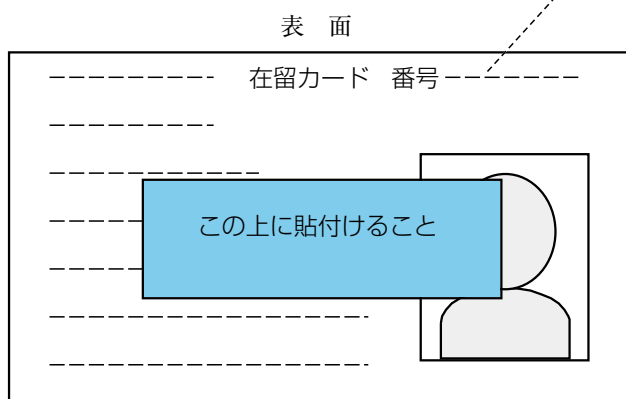 表 面
在留カード 番号
この上に貼付けること